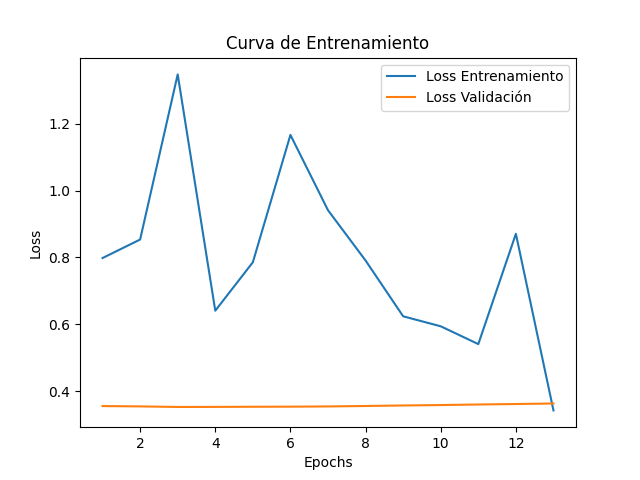 Curva de Entrenamiento
Loss Entrenamiento
Loss Validación
1.2
1.0
0.8
0.6
0.4
Loss
2 4 6 8 10 12
Epochs